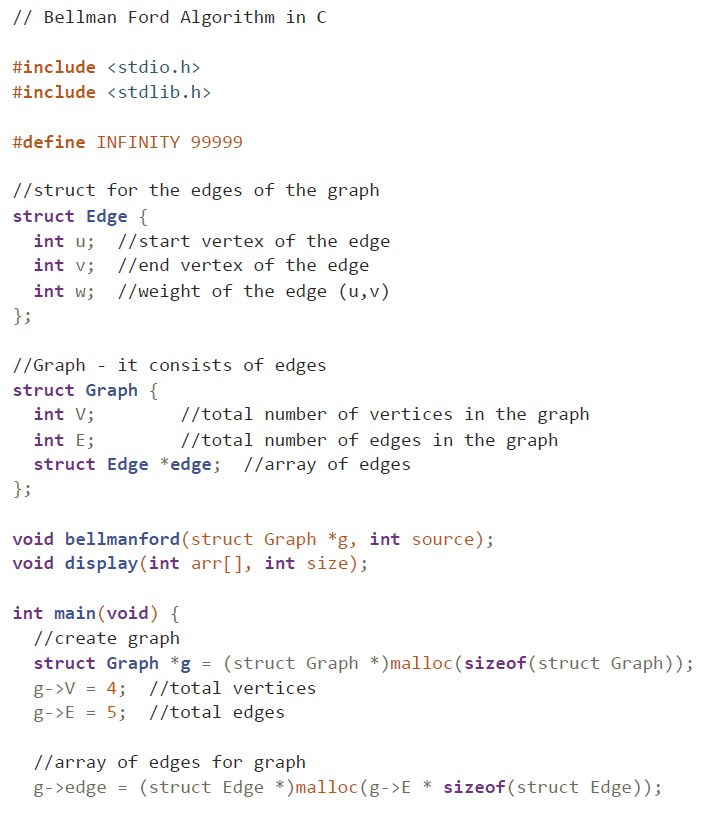 // Bellman Ford Algorithm in C

#include <stdio.h>
#include <stdlib.h>

#define INFINITY 99999

//struct for the edges of the graph
struct Edge {
  int u;  //start vertex of the edge
  int v;  //end vertex of the edge
  int w;  //weight of the edge (u,v)
};

//Graph - it consists of edges
struct Graph {
  int V;        //total number of vertices in the graph
  int E;        //total number of edges in the graph
  struct Edge *edge;  //array of edges
};

void bellmanford(struct Graph *g, int source);
void display(int arr[], int size);

int main(void) {
  //create graph
  struct Graph *g = (struct Graph *)malloc(sizeof(struct Graph));
  g->V = 4;  //total vertices
  g->E = 5;  //total edges

  //array of edges for graph
  g->edge = (struct Edge *)malloc(g->E * sizeof(struct Edge));